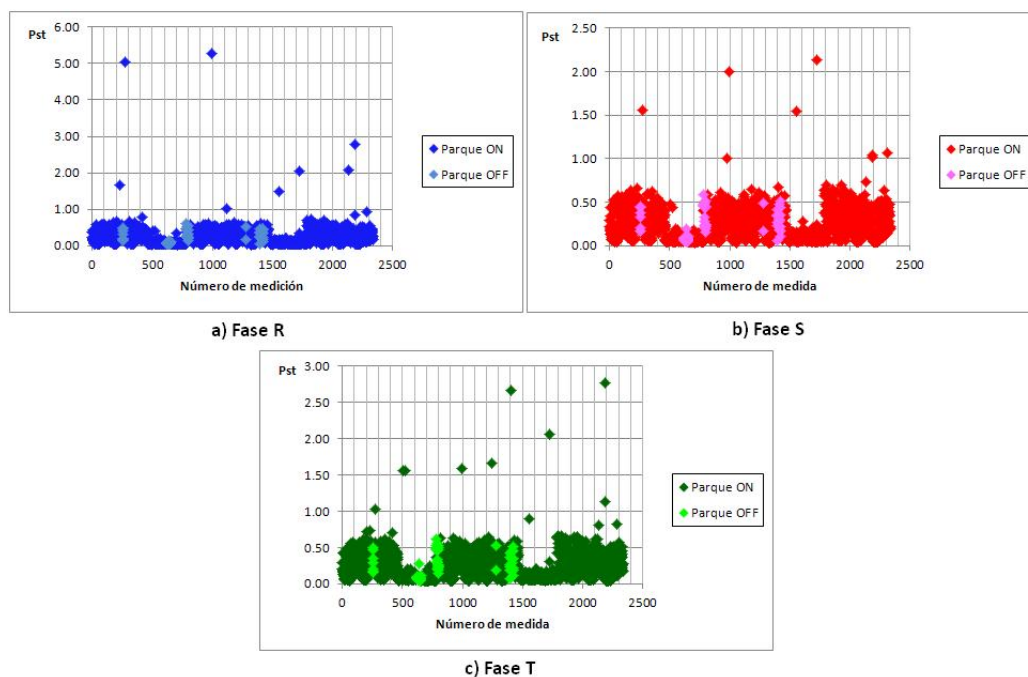 Pst
6.00
5.00
4.00
3.00
2.00
1.00
0.00
0 500 1000 1500 2000 2500
Número de medición
Parque ON
Parque OFF
a) Fase R
Pst
2.50
2.00
1.50
1.00
0.50
0.00
0 500 1000 1500 2000 2500
Número de medida
Parque ON
Parque OFF
b) Fase S
Pst
3.00
2.50
2.00
1.50
1.00
0.50
0.00
0 500 1000 1500 2000 2500
Número de medida
Parque ON
Parque OFF
c) Fase T